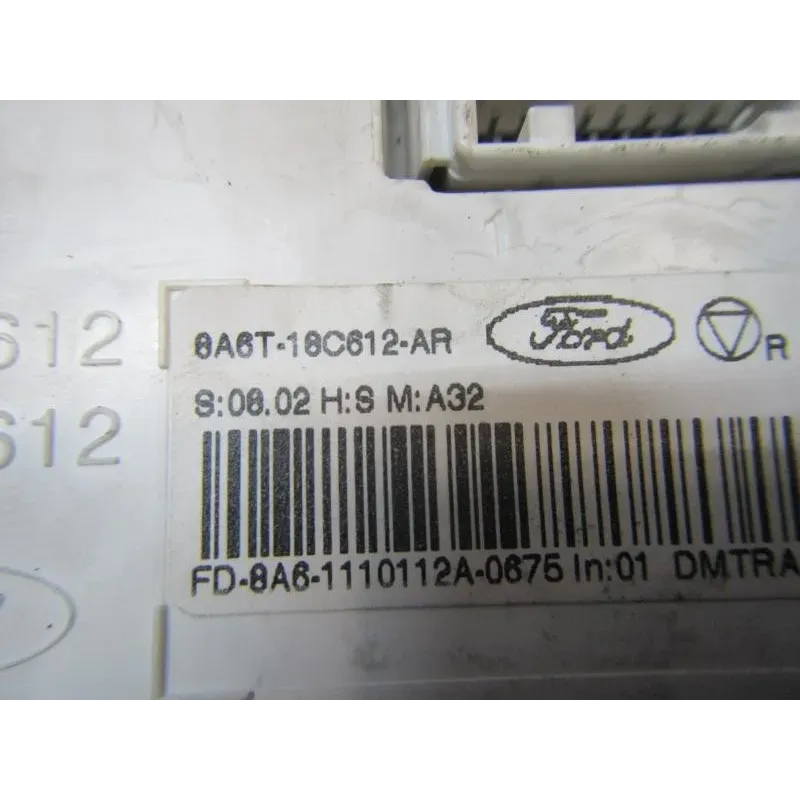 612
612
8A6T-18C612-AR Ford R
S:08.02 H:S M:A32
FD-8A6-1110112A-0675 In:01 DMTRA